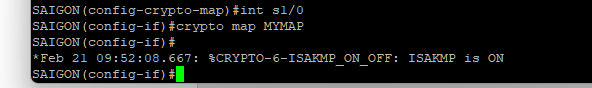 SAIGON(config-crypto-map)#int s1/0
SAIGON(config-if)#crypto map MYMAP
SAIGON(config-if)#
*Feb 21 09:52:08.667: %CRYPTO-6-ISAKMP_ON_OFF: ISAKMP is ON
SAIGON(config-if)#